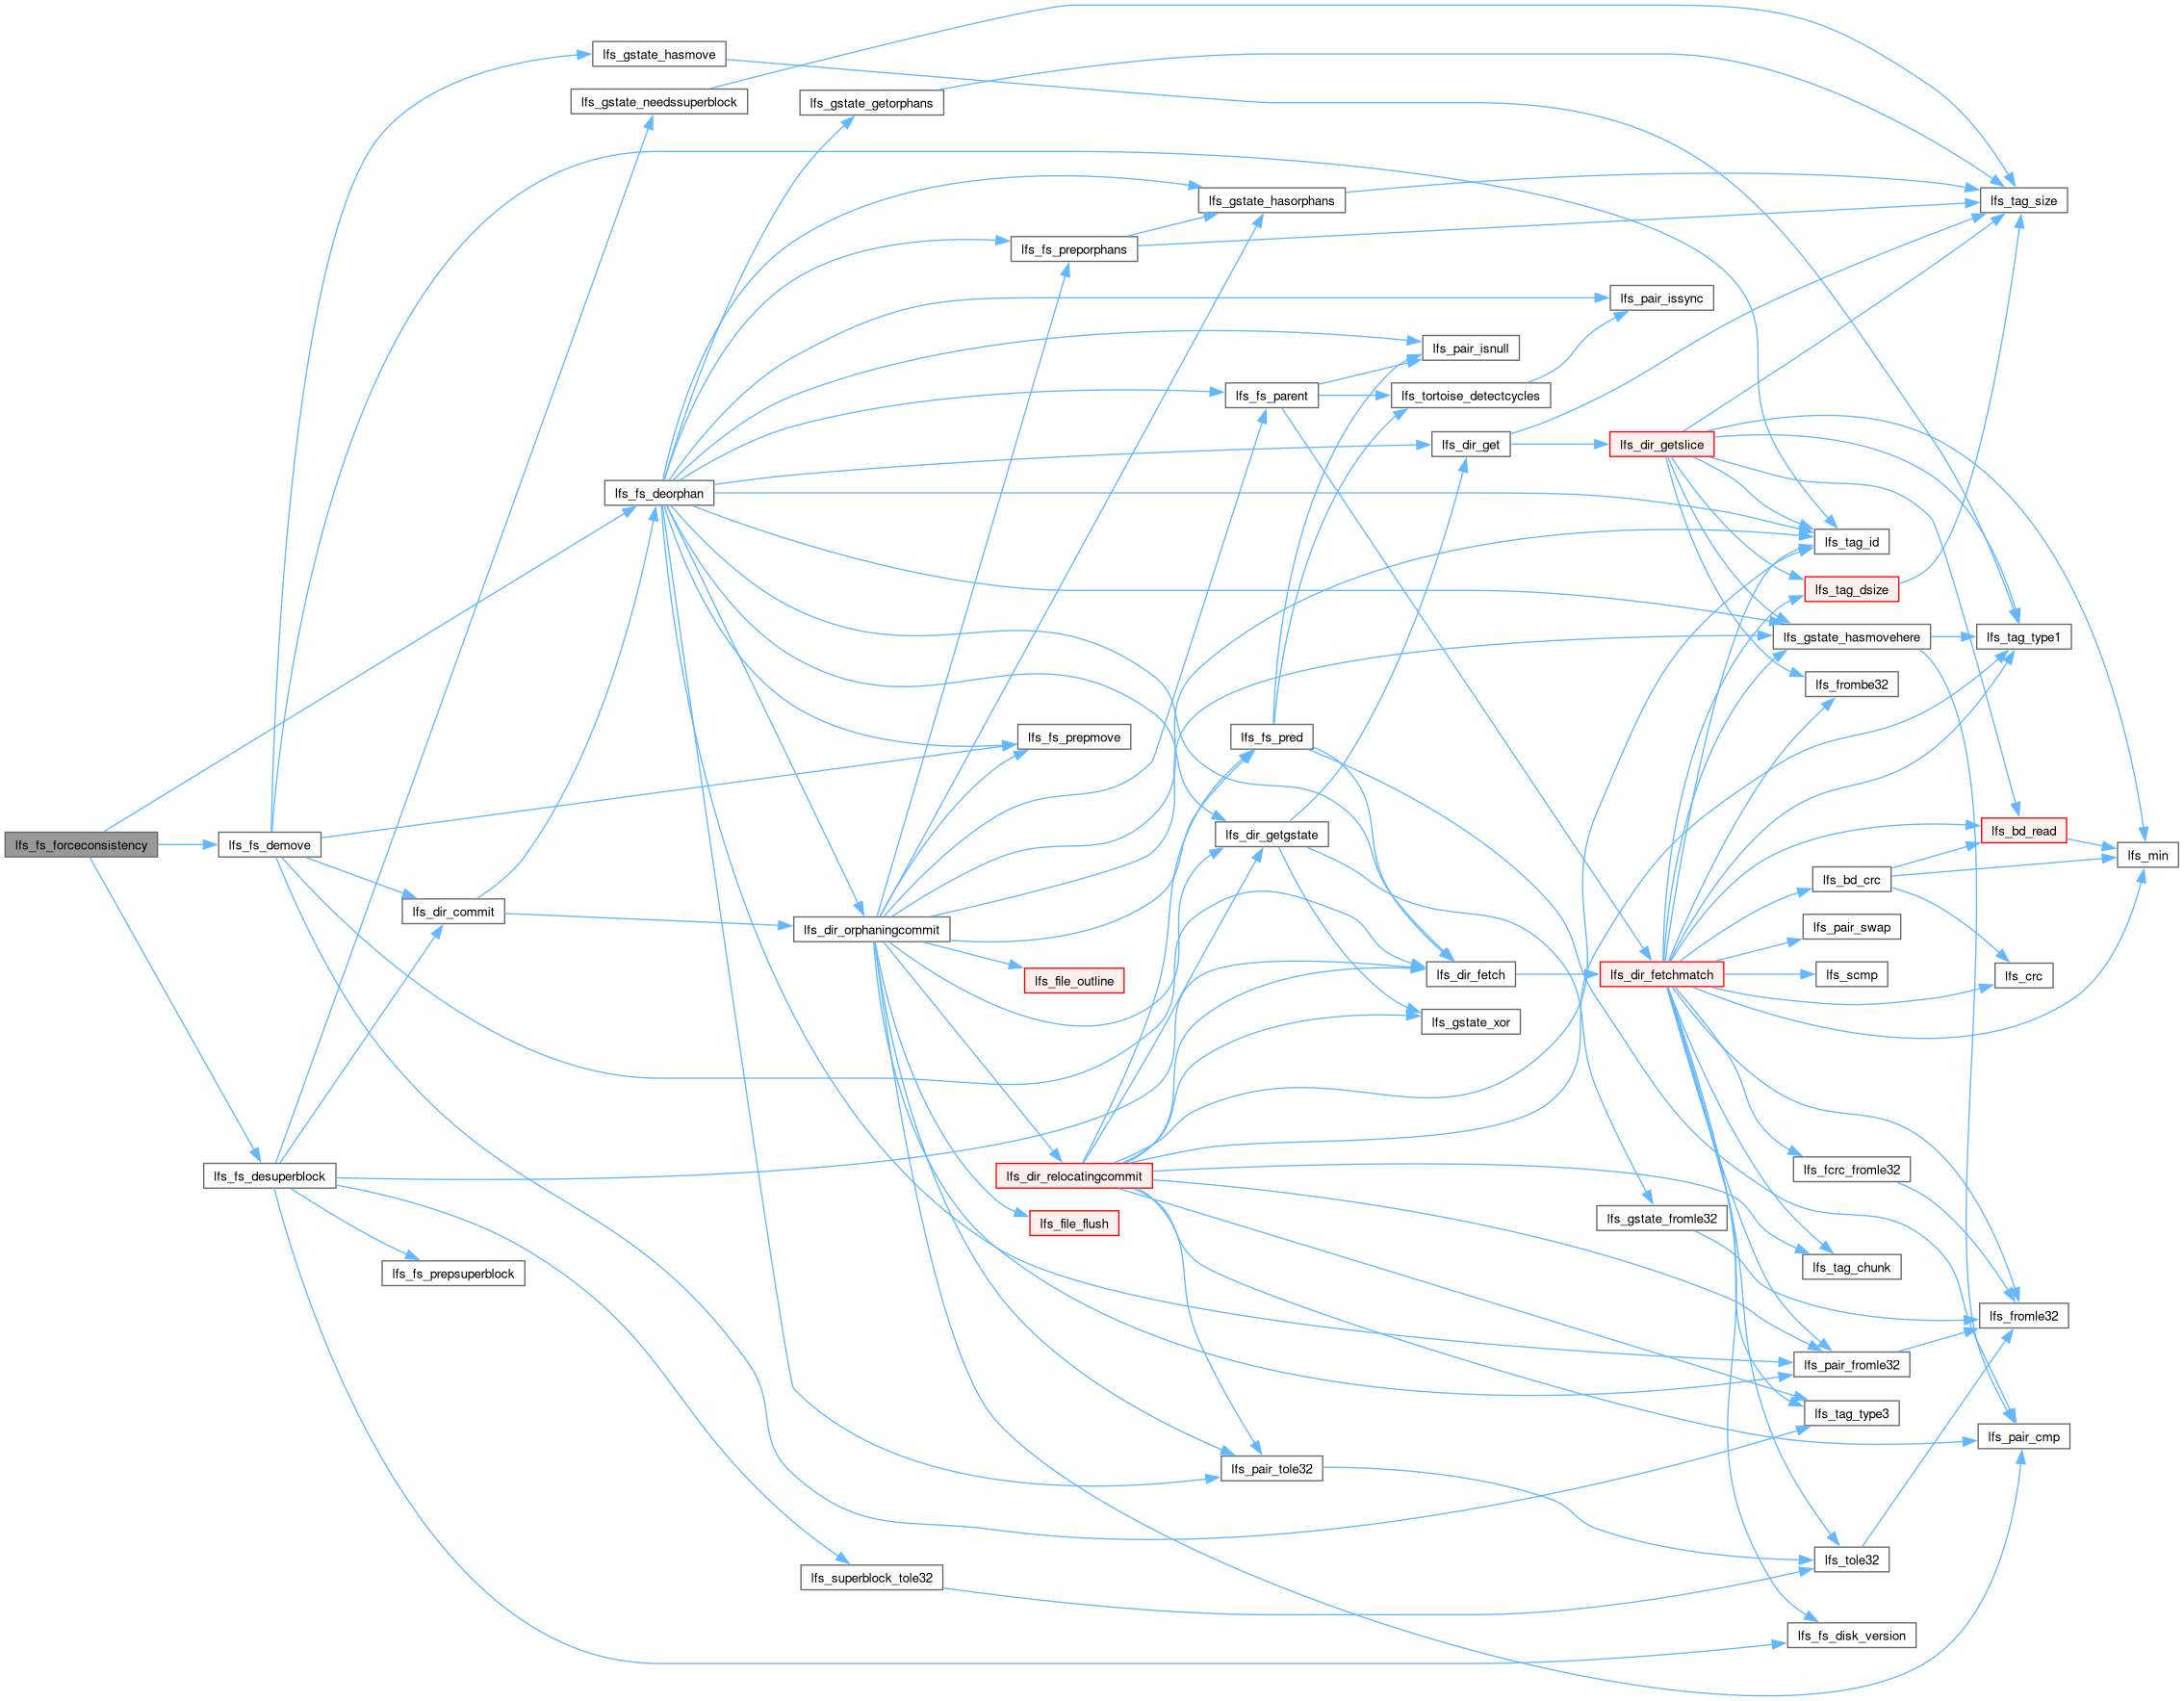 lfs_gstate_hasmove
lfs_gstate_needssuperblock
lfs_gstate_getorphans
lfs_gstate_hasorphans
lfs_tag_size
lfs_fs_preporphans
lfs_pair_issync
lfs_pair_isnull
lfs_fs_parent
lfs_tortoise_detectcycles
lfs_dir_get
lfs_dir_getslice
lfs_fs_deorphan
lfs_tag_id
lfs_tag_dsize
lfs_gstate_hasmovehere
lfs_tag_type1
lfs_frombe32
lfs_fs_prepmove
lfs_fs_pred
lfs_fs_forceconsistency
lfs_fs_demove
lfs_dir_getgstate
lfs_bd_read
lfs_min
lfs_bd_crc
lfs_dir_commit
lfs_dir_orphaningcommit
lfs_pair_swap
lfs_file_outline
lfs_dir_fetch
lfs_dir_fetchmatch
lfs_scmp
lfs_crc
lfs_gstate_xor
lfs_fs_desuperblock
lfs_dir_relocatingcommit
lfs_fcrc_fromle32
lfs_file_flush
lfs_gstate_fromle32
lfs_fs_prepsuperblock
lfs_tag_chunk
lfs_fromle32
lfs_pair_fromle32
lfs_tag_type3
lfs_pair_cmp
lfs_pair_tole32
lfs_tole32
lfs_superblock_tole32
lfs_fs_disk_version